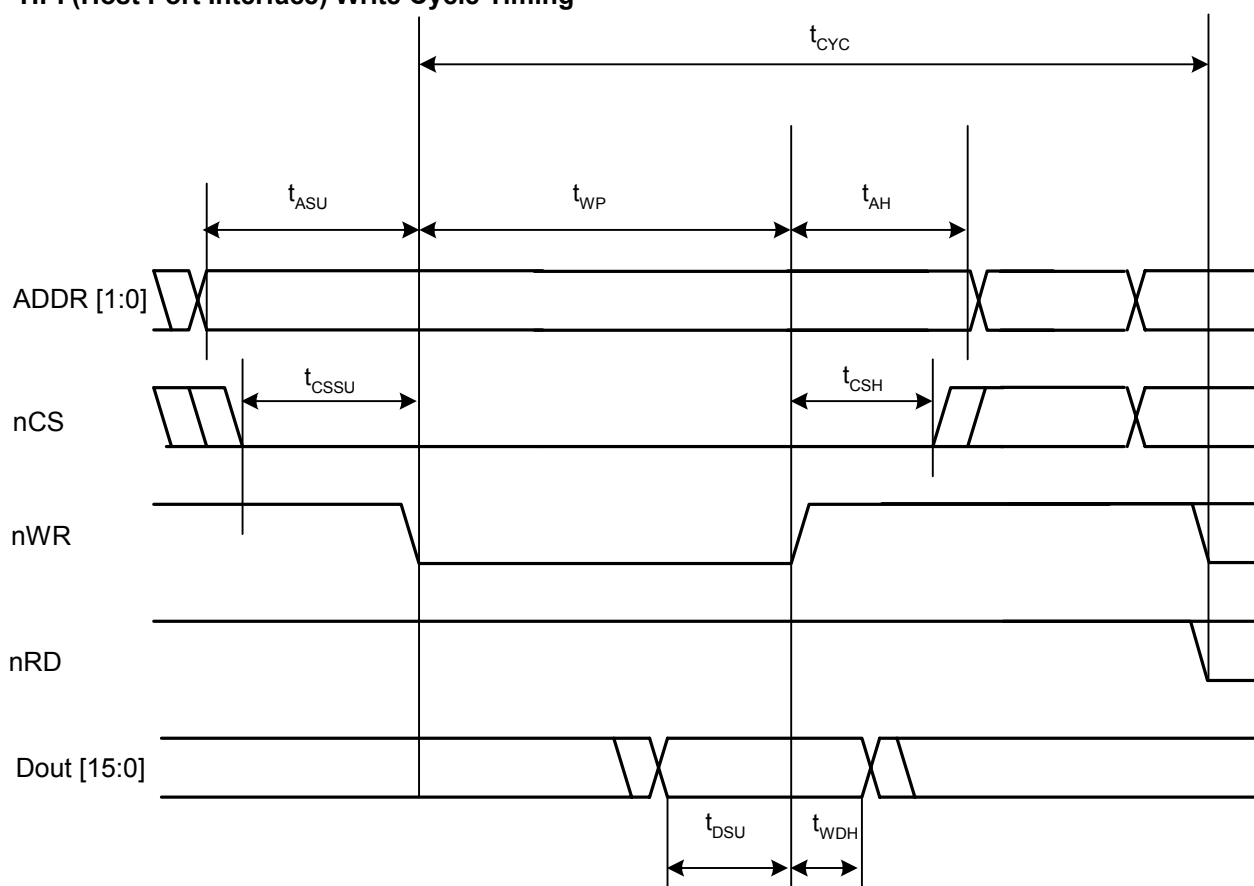 HPI (Host Port Interface) Write Cycle Timing
tCYC
tASU
tWP
tAH
ADDR [1:0]
tCSSU
tCSH
nCS
nWR
nRD
Dout [15:0]
tDSU
tWDH